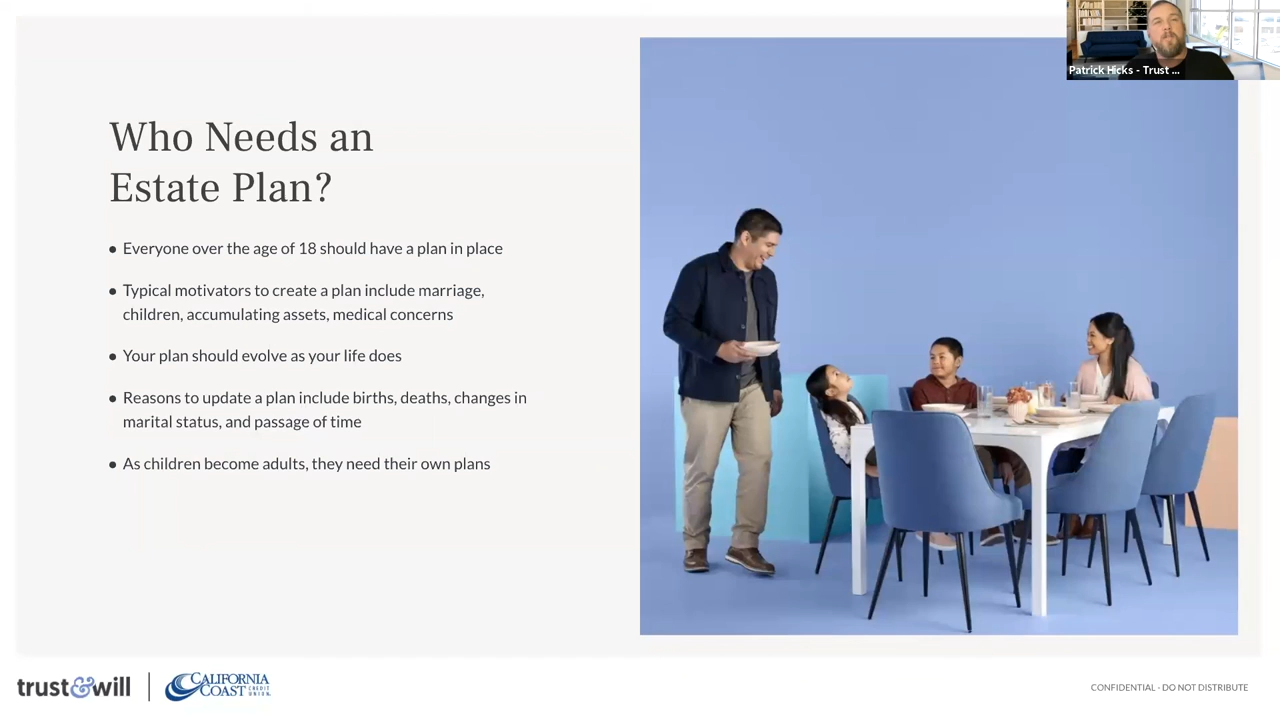 Patrick Hicks - Trust ...
Who Needs an
Estate Plan?
• Everyone over the age of 18 should have a plan in place
• Typical motivators to create a plan include marriage,
children, accumulating assets, medical concerns
• Your plan should evolve as your life does
• Reasons to update a plan include births, deaths, changes in
marital status, and passage of time
• As children become adults, they need their own plans
trust&will
CALIFORNIA
COAST CREDIT
UNION
CONFIDENTIAL - DO NOT DISTRIBUTE